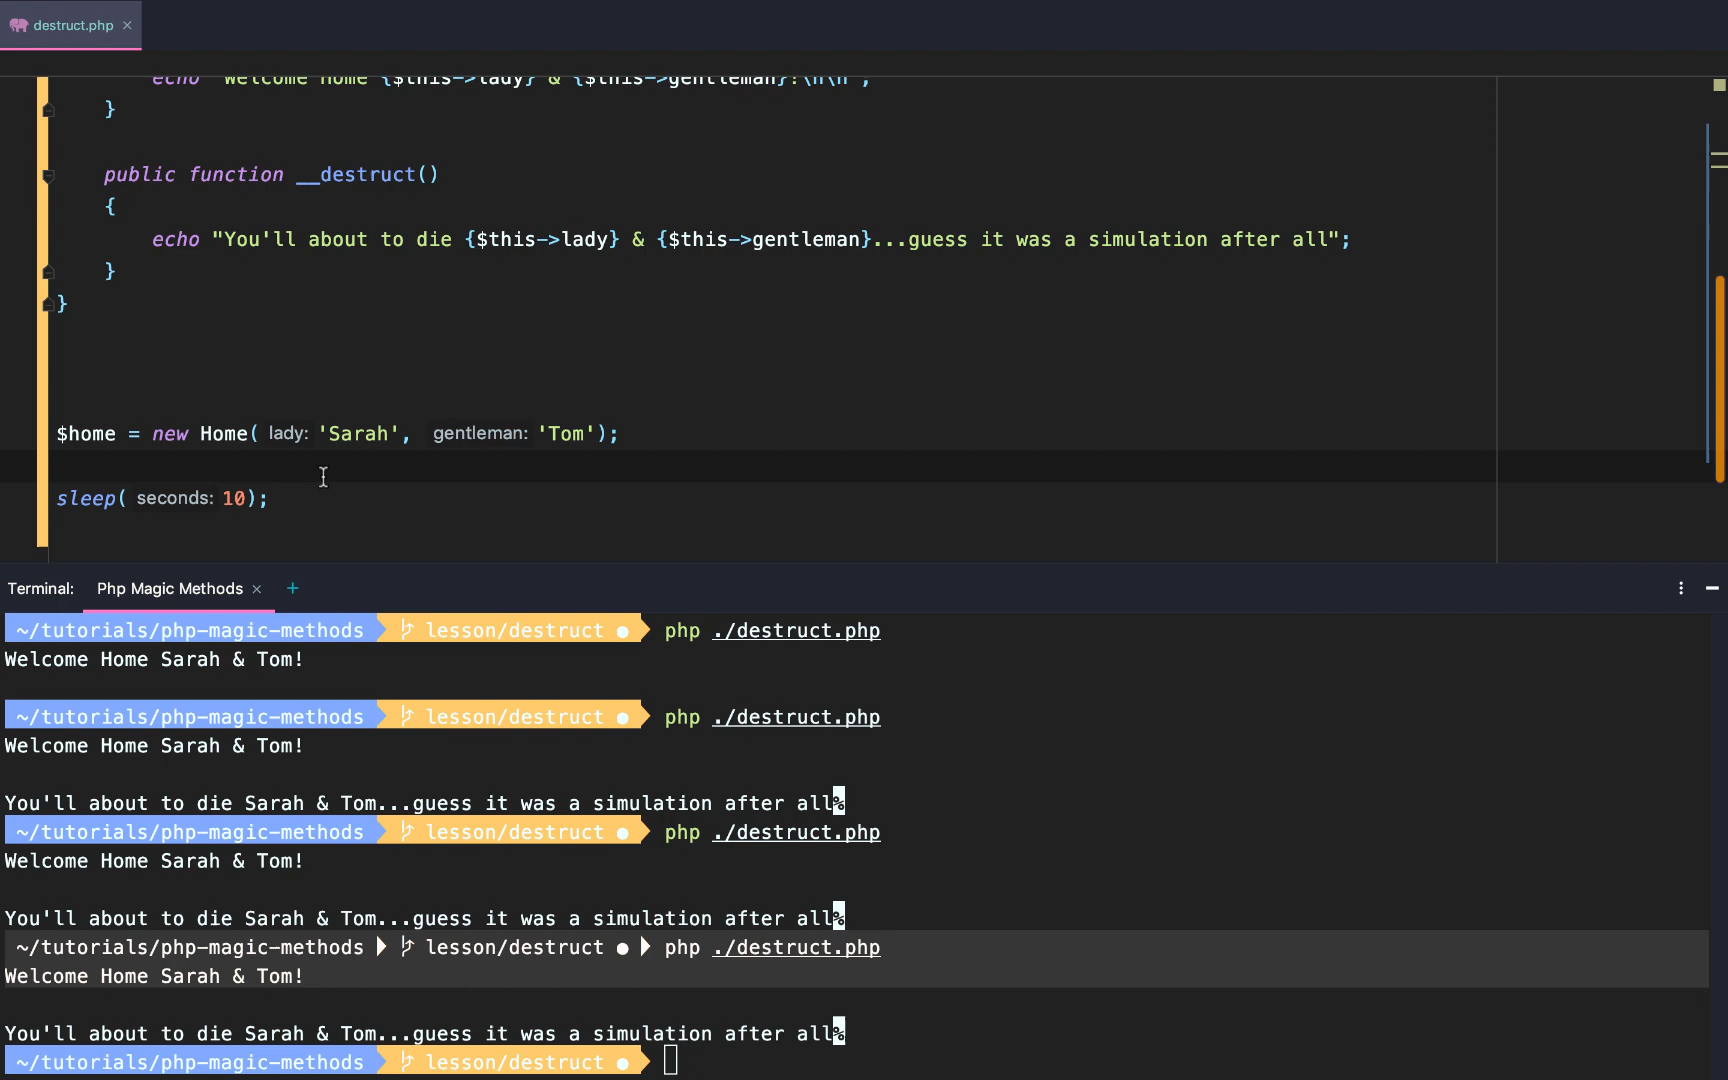 destruct.php ×
echo "Welcome Home {$this->lady} & {$this->gentleman}!\n\n";
}
public function __destruct()
{
echo "You'll about to die {$this->lady} & {$this->gentleman}...guess it was a simulation after all";
}
}
$home = new Home( lady: 'Sarah', gentleman: 'Tom');
sleep( seconds: 10);
Terminal: Php Magic Methods × +
~/tutorials/php-magic-methods lesson/destruct ● php ./destruct.php
Welcome Home Sarah & Tom!
~/tutorials/php-magic-methods lesson/destruct ● php ./destruct.php
Welcome Home Sarah & Tom!
You'll about to die Sarah & Tom...guess it was a simulation after all%
~/tutorials/php-magic-methods lesson/destruct ● php ./destruct.php
Welcome Home Sarah & Tom!
You'll about to die Sarah & Tom...guess it was a simulation after all%
~/tutorials/php-magic-methods lesson/destruct ● php ./destruct.php
Welcome Home Sarah & Tom!
You'll about to die Sarah & Tom...guess it was a simulation after all%
~/tutorials/php-magic-methods lesson/destruct ●